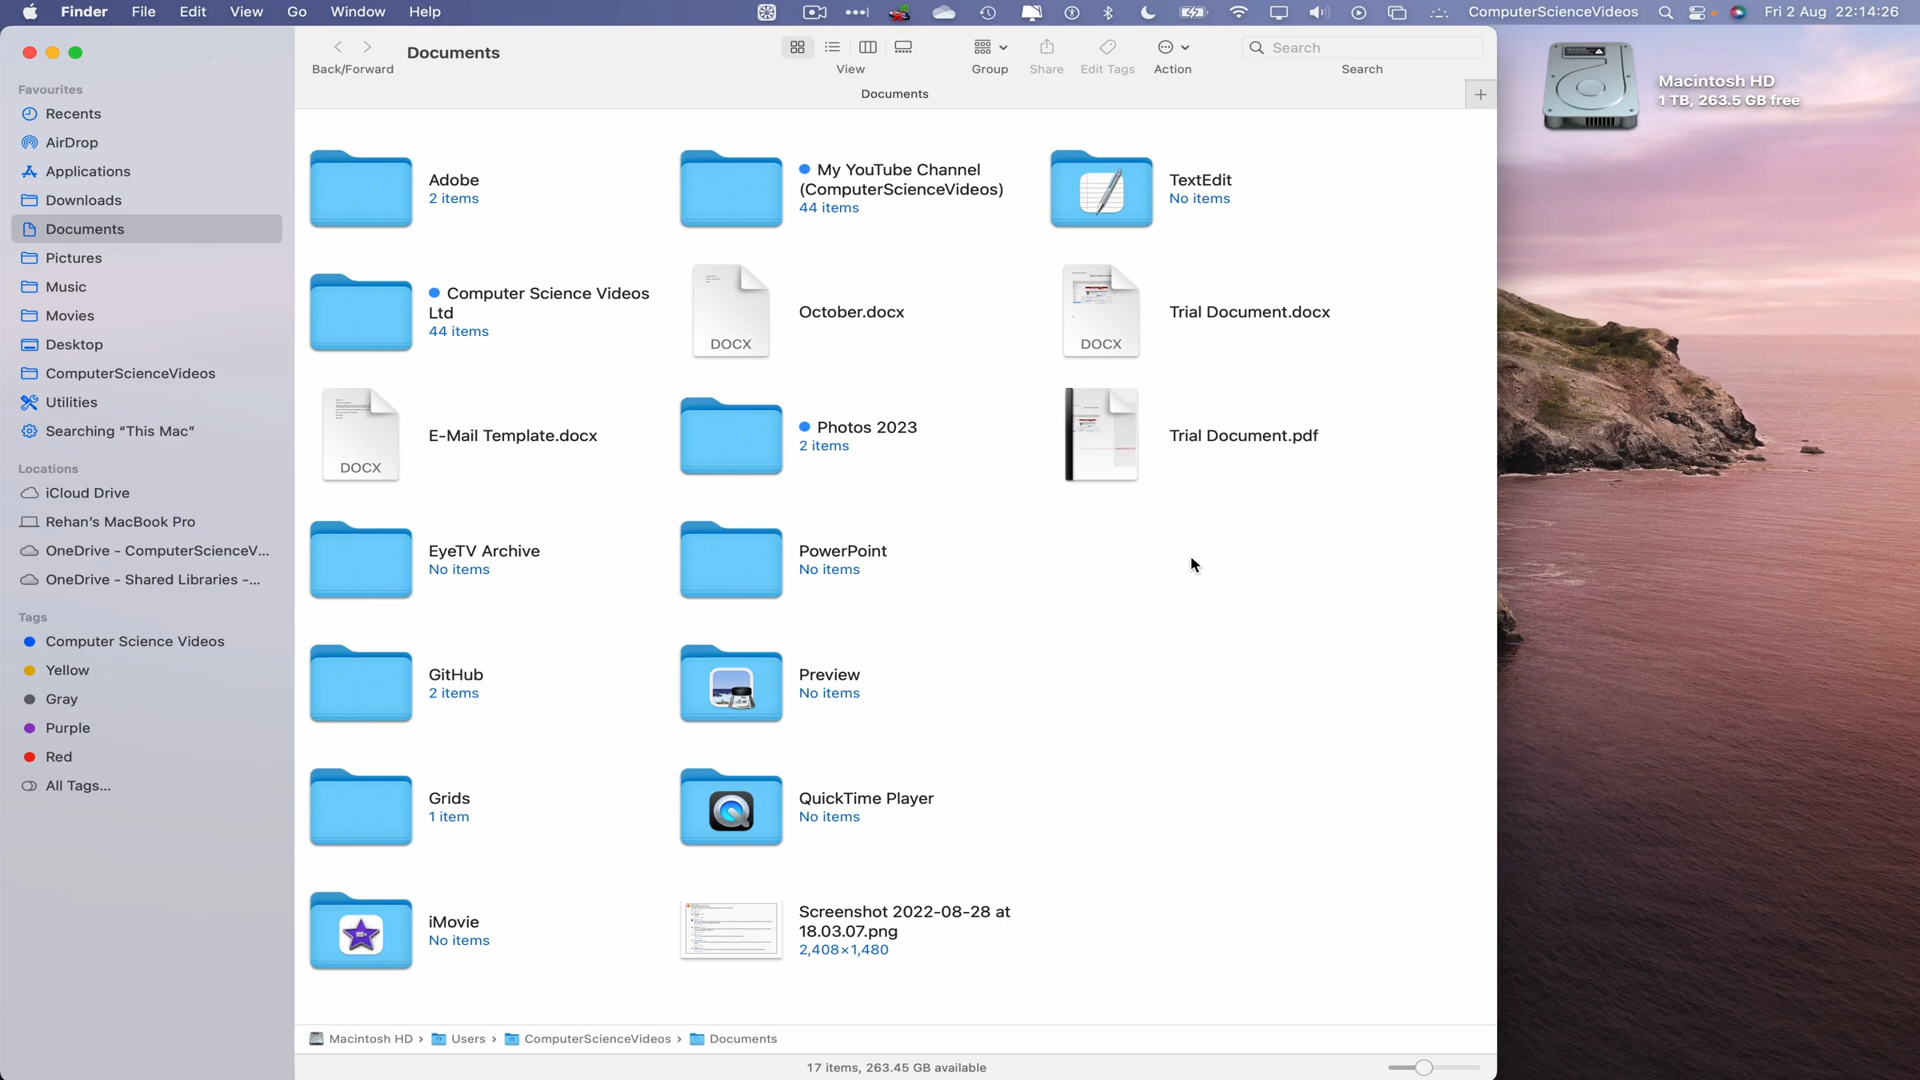 Finder File Edit View Go Window Help
ComputerScienceVideos Fri 2 Aug 22:14:26
Documents
Back/Forward View Group Share Edit Tags Action Search
Search
Documents
Favourites
Recents
AirDrop
Applications
Downloads
Documents
Pictures
Music
Movies
Desktop
ComputerScienceVideos
Utilities
Searching “This Mac”
Locations
iCloud Drive
Rehan’s MacBook Pro
OneDrive - ComputerScienceV...
OneDrive - Shared Libraries -...
Tags
Computer Science Videos
Yellow
Gray
Purple
Red
All Tags...
Adobe
2 items
My YouTube Channel
(ComputerScienceVideos)
44 items
TextEdit
No items
Computer Science Videos
Ltd
44 items
DOCX
October.docx
DOCX
Trial Document.docx
DOCX
E-Mail Template.docx
Photos 2023
2 items
Trial Document.pdf
EyeTV Archive
No items
PowerPoint
No items
GitHub
2 items
Preview
No items
Grids
1 item
QuickTime Player
No items
iMovie
No items
Screenshot 2022-08-28 at
18.03.07.png
2,408×1,480
Macintosh HD › Users › ComputerScienceVideos › Documents
17 items, 263.45 GB available
Macintosh HD
1 TB, 263.5 GB free